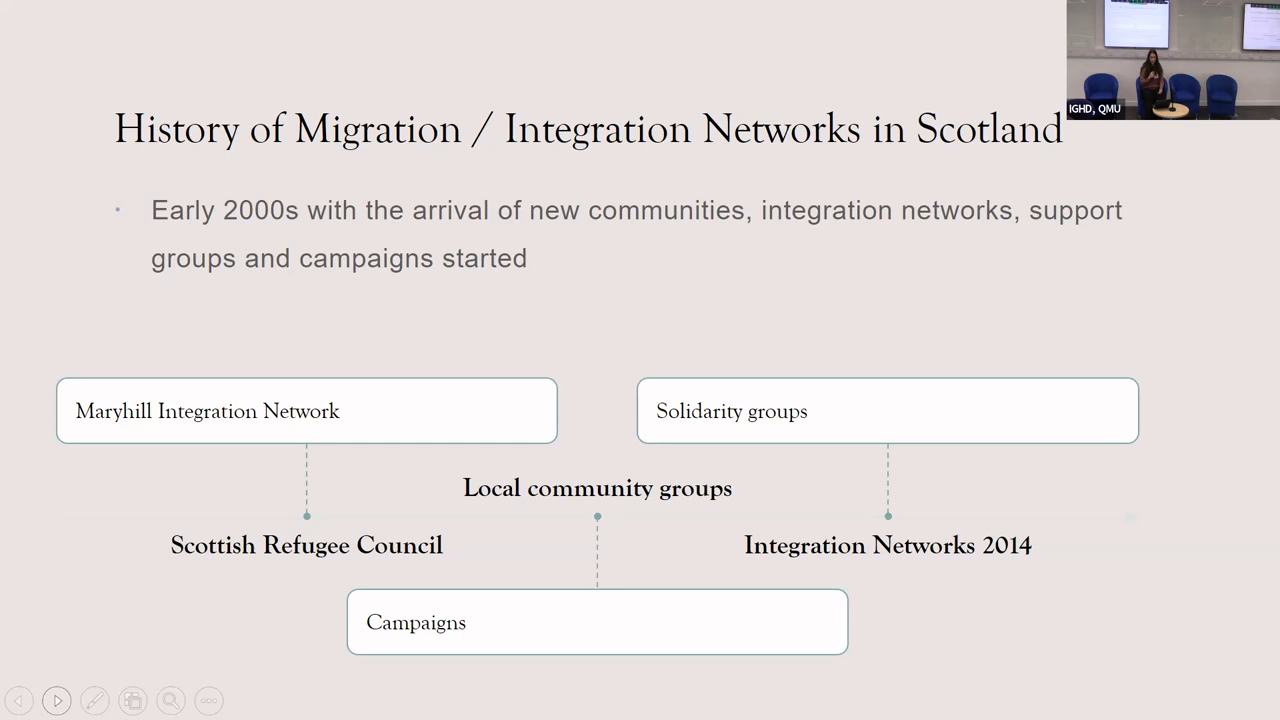 IGHD, QMU
History of Migration / Integration Networks in Scotland
Early 2000s with the arrival of new communities, integration networks, support
groups and campaigns started
Maryhill Integration Network
Solidarity groups
Local community groups
Scottish Refugee Council
Integration Networks 2014
Campaigns